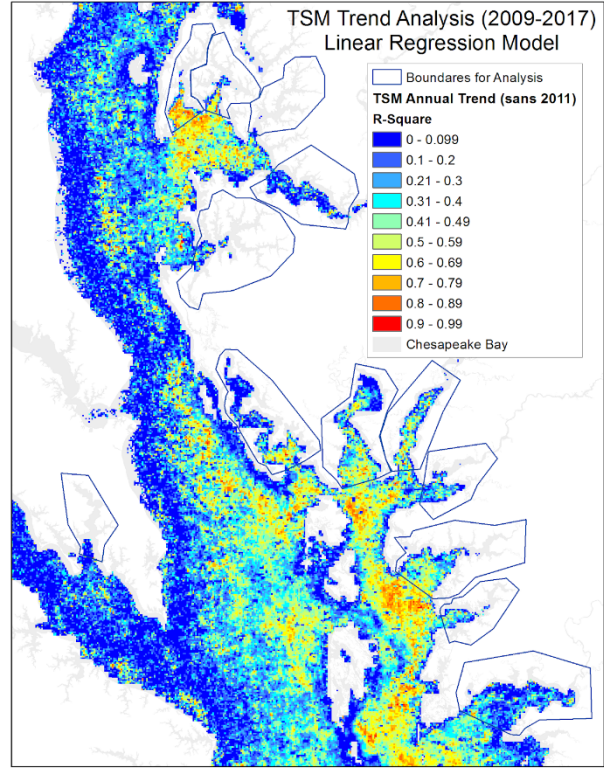 TSM Trend Analysis (2009-2017)
Linear Regression Model
Boundares for Analysis
TSM Annual Trend (sans 2011)
R-Square
0 - 0.099
0.1 - 0.2
0.21 - 0.3
0.31 - 0.4
0.41 - 0.49
0.5 - 0.59
0.6 - 0.69
0.7 - 0.79
0.8 - 0.89
0.9 - 0.99
Chesapeake Bay